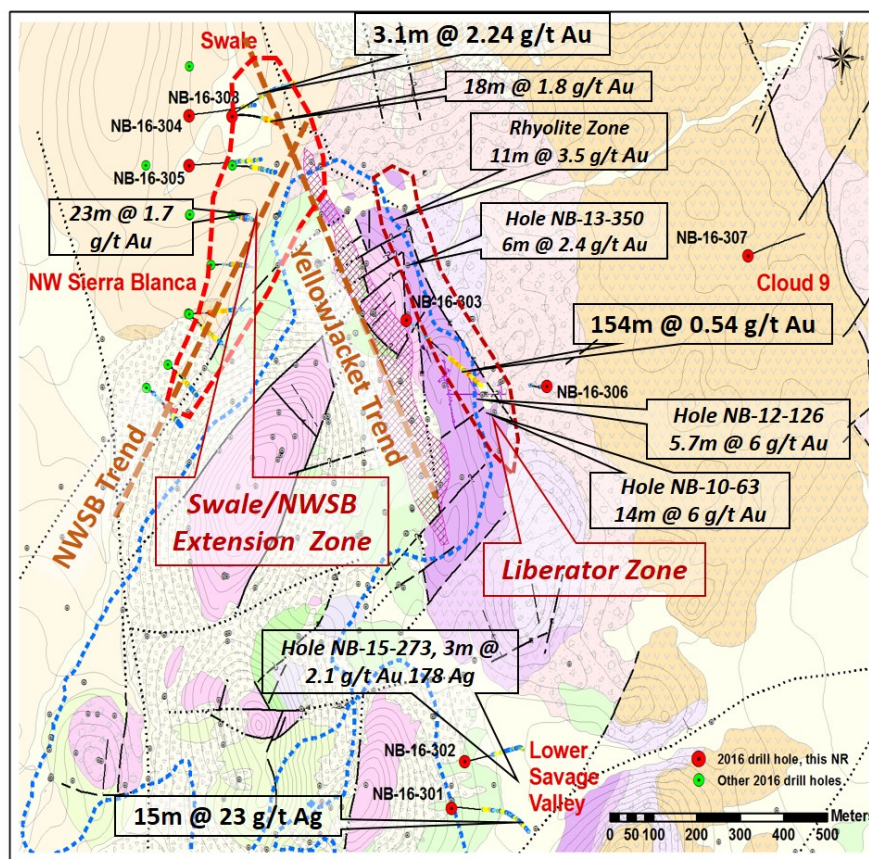 Swale
3.1m @ 2.24 g/t Au
NB-16-308
18m @ 1.8 g/t Au
NB-16-304
Rhyolite Zone
11m @ 3.5 g/t Au
NB-16-305
23m @ 1.7
g/t Au
Hole NB-13-350
6m @ 2.4 g/t Au
NB-16-307
NW Sierra Blanca
YellowJacket Trend
Cloud 9
NB-16-303
154m @ 0.54 g/t Au
NB-16-306
NWSB Trend
Hole NB-12-126
5.7m @ 6 g/t Au
Swale/NWSB
Extension Zone
Hole NB-10-63
14m @ 6 g/t Au
Liberator Zone
Hole NB-15-273, 3m @
2.1 g/t Au 178 Ag
NB-16-302
Lower
Savage
Valley
NB-16-301
2016 drill hole, this NR
Other 2016 drill holes
15m @ 23 g/t Ag
Meters
0 50 100 200 300 400 500